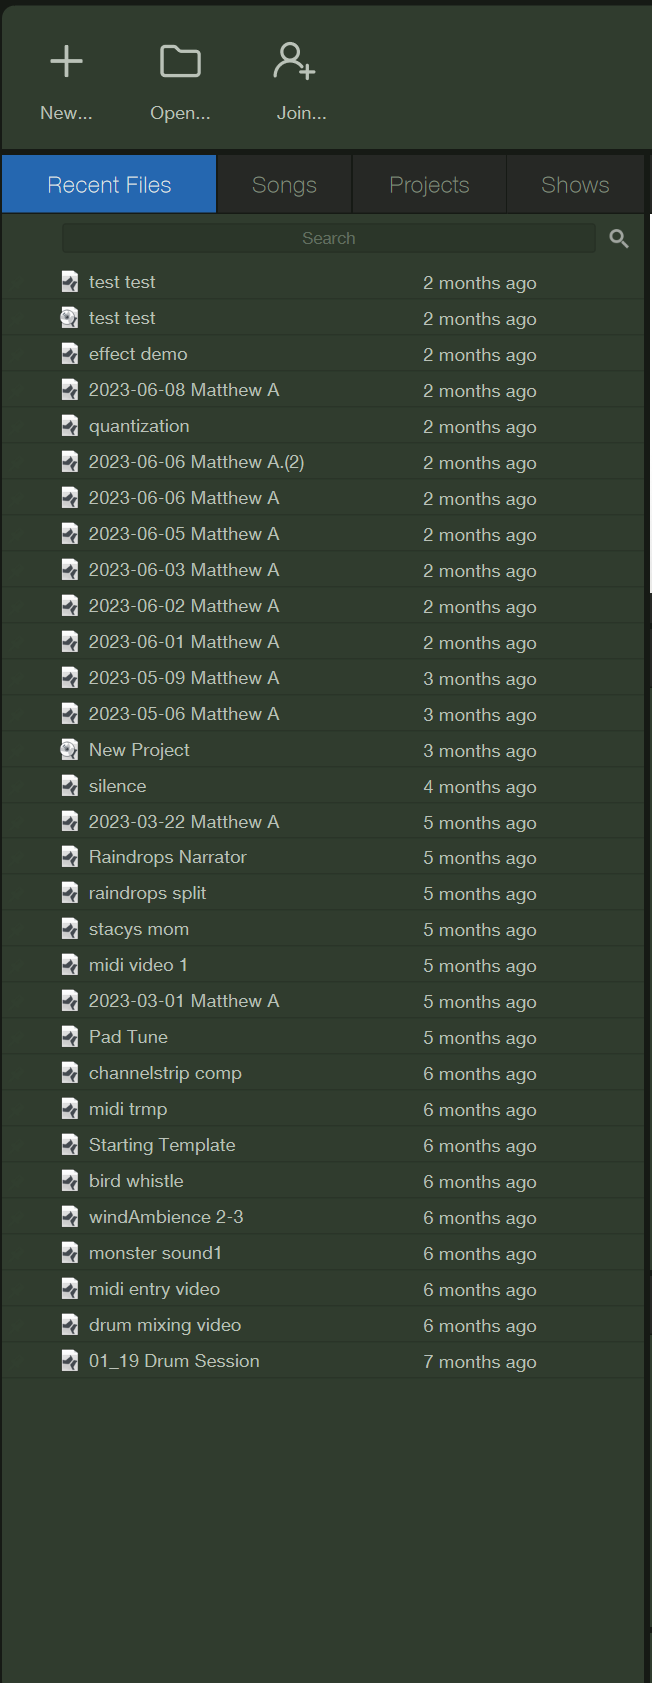 New... Open... Join...
Recent Files Songs Projects Shows
Search
test test 2 months ago
test test 2 months ago
effect demo 2 months ago
2023-06-08 Matthew A 2 months ago
quantization 2 months ago
2023-06-06 Matthew A.(2) 2 months ago
2023-06-06 Matthew A 2 months ago
2023-06-05 Matthew A 2 months ago
2023-06-03 Matthew A 2 months ago
2023-06-02 Matthew A 2 months ago
2023-06-01 Matthew A 2 months ago
2023-05-09 Matthew A 3 months ago
2023-05-06 Matthew A 3 months ago
New Project 3 months ago
silence 4 months ago
2023-03-22 Matthew A 5 months ago
Raindrops Narrator 5 months ago
raindrops split 5 months ago
stacys mom 5 months ago
midi video 1 5 months ago
2023-03-01 Matthew A 5 months ago
Pad Tune 5 months ago
channelstrip comp 6 months ago
midi trmp 6 months ago
Starting Template 6 months ago
bird whistle 6 months ago
windAmbience 2-3 6 months ago
monster sound1 6 months ago
midi entry video 6 months ago
drum mixing video 6 months ago
01_19 Drum Session 7 months ago